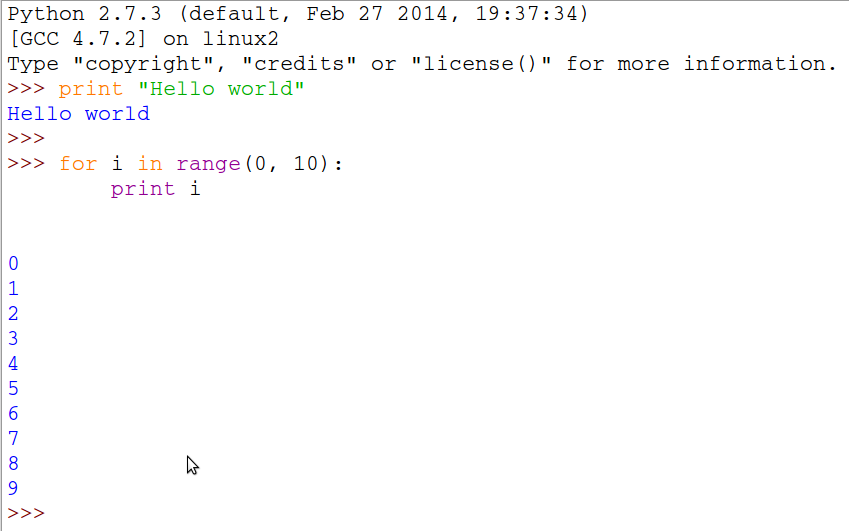 Python 2.7.3 (default, Feb 27 2014, 19:37:34)
[GCC 4.7.2] on linux2
Type "copyright", "credits" or "license()" for more information.
>>> print "Hello world"
Hello world
>>>
>>> for i in range(0, 10):
        print i
0
1
2
3
4
5
6
7
8
9
>>>